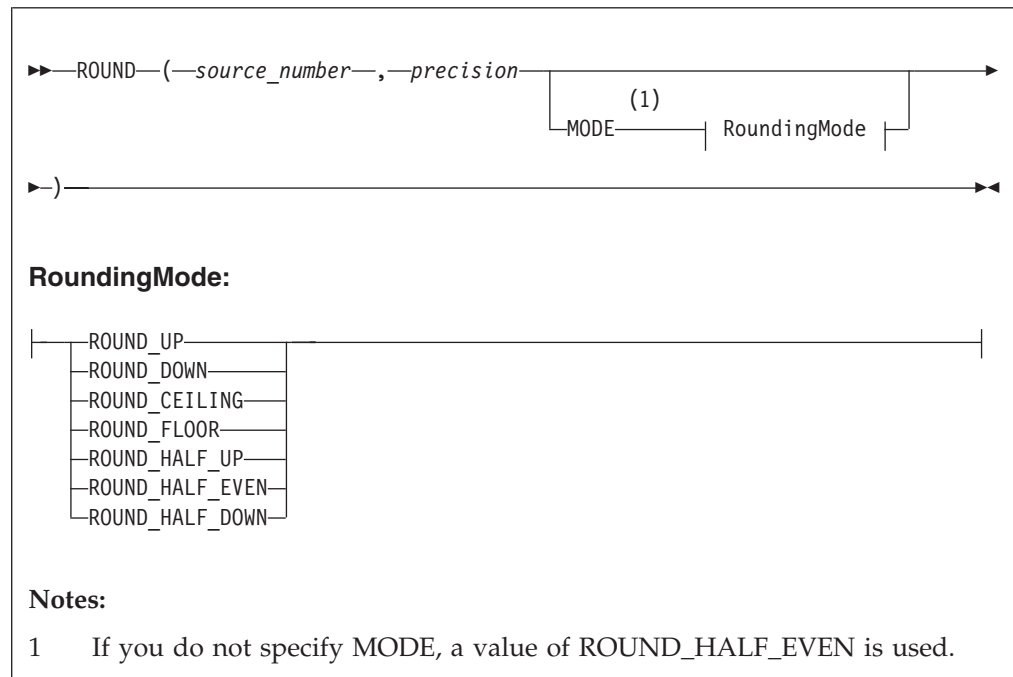 ROUND ( source_number , precision
(1)
MODE RoundingMode
)
RoundingMode:
ROUND_UP
ROUND_DOWN
ROUND_CEILING
ROUND_FLOOR
ROUND_HALF_UP
ROUND_HALF_EVEN
ROUND_HALF_DOWN
Notes:
1 If you do not specify MODE, a value of ROUND_HALF_EVEN is used.